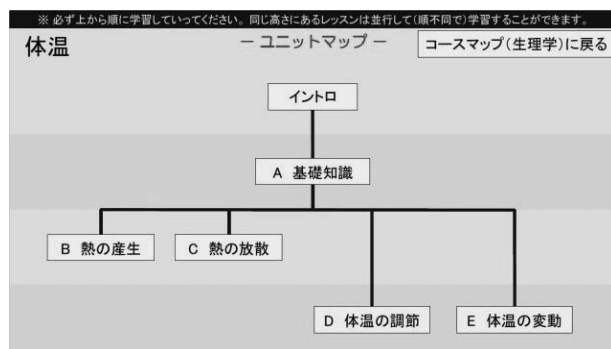 ※ 必ず上から順に学習していってください。同じ高さにあるレッスンは並行して(順不同で)学習することができます。
体温
－ ユニットマップ －
コースマップ(生理学)に戻る
イントロ
A 基礎知識
B 熱の産生
C 熱の放散
D 体温の調節
E 体温の変動